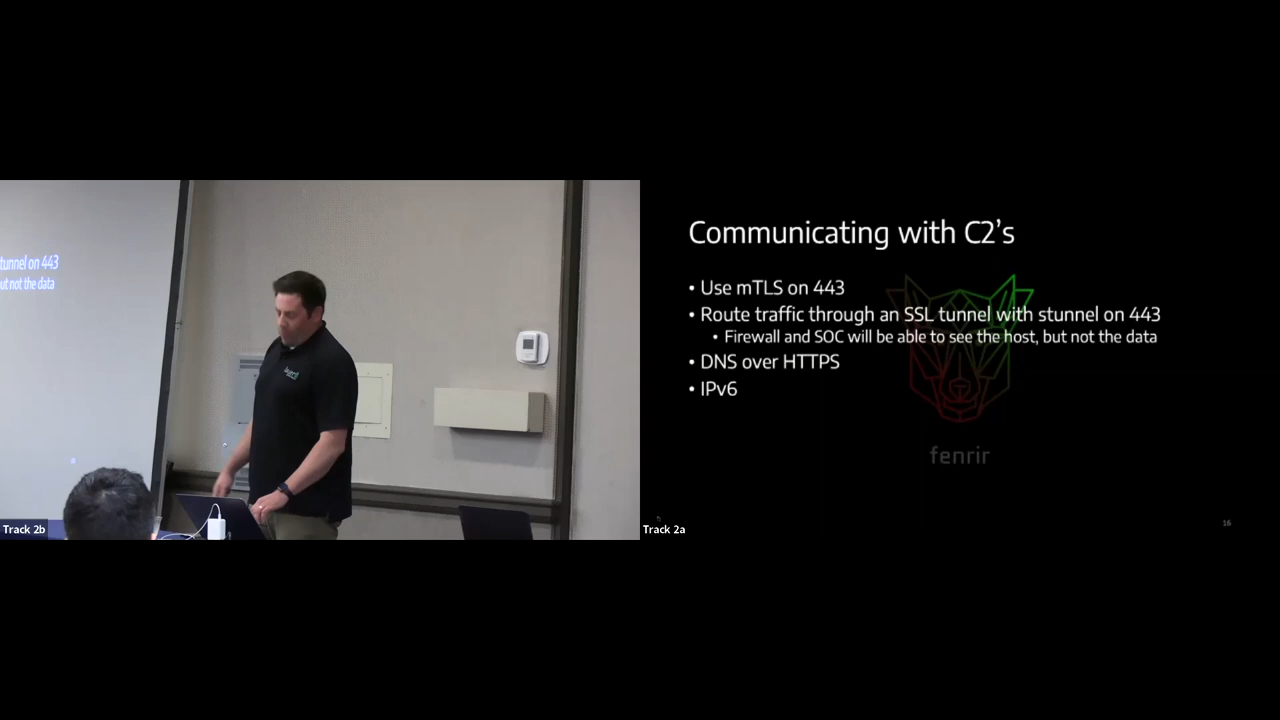 tunnel on 443
ut not the data
Track 2b
Communicating with C2's
• Use mTLS on 443
• Route traffic through an SSL tunnel with stunnel on 443
• Firewall and SOC will be able to see the host, but not the data
• DNS over HTTPS
• IPv6
fenrir
Track 2a
16